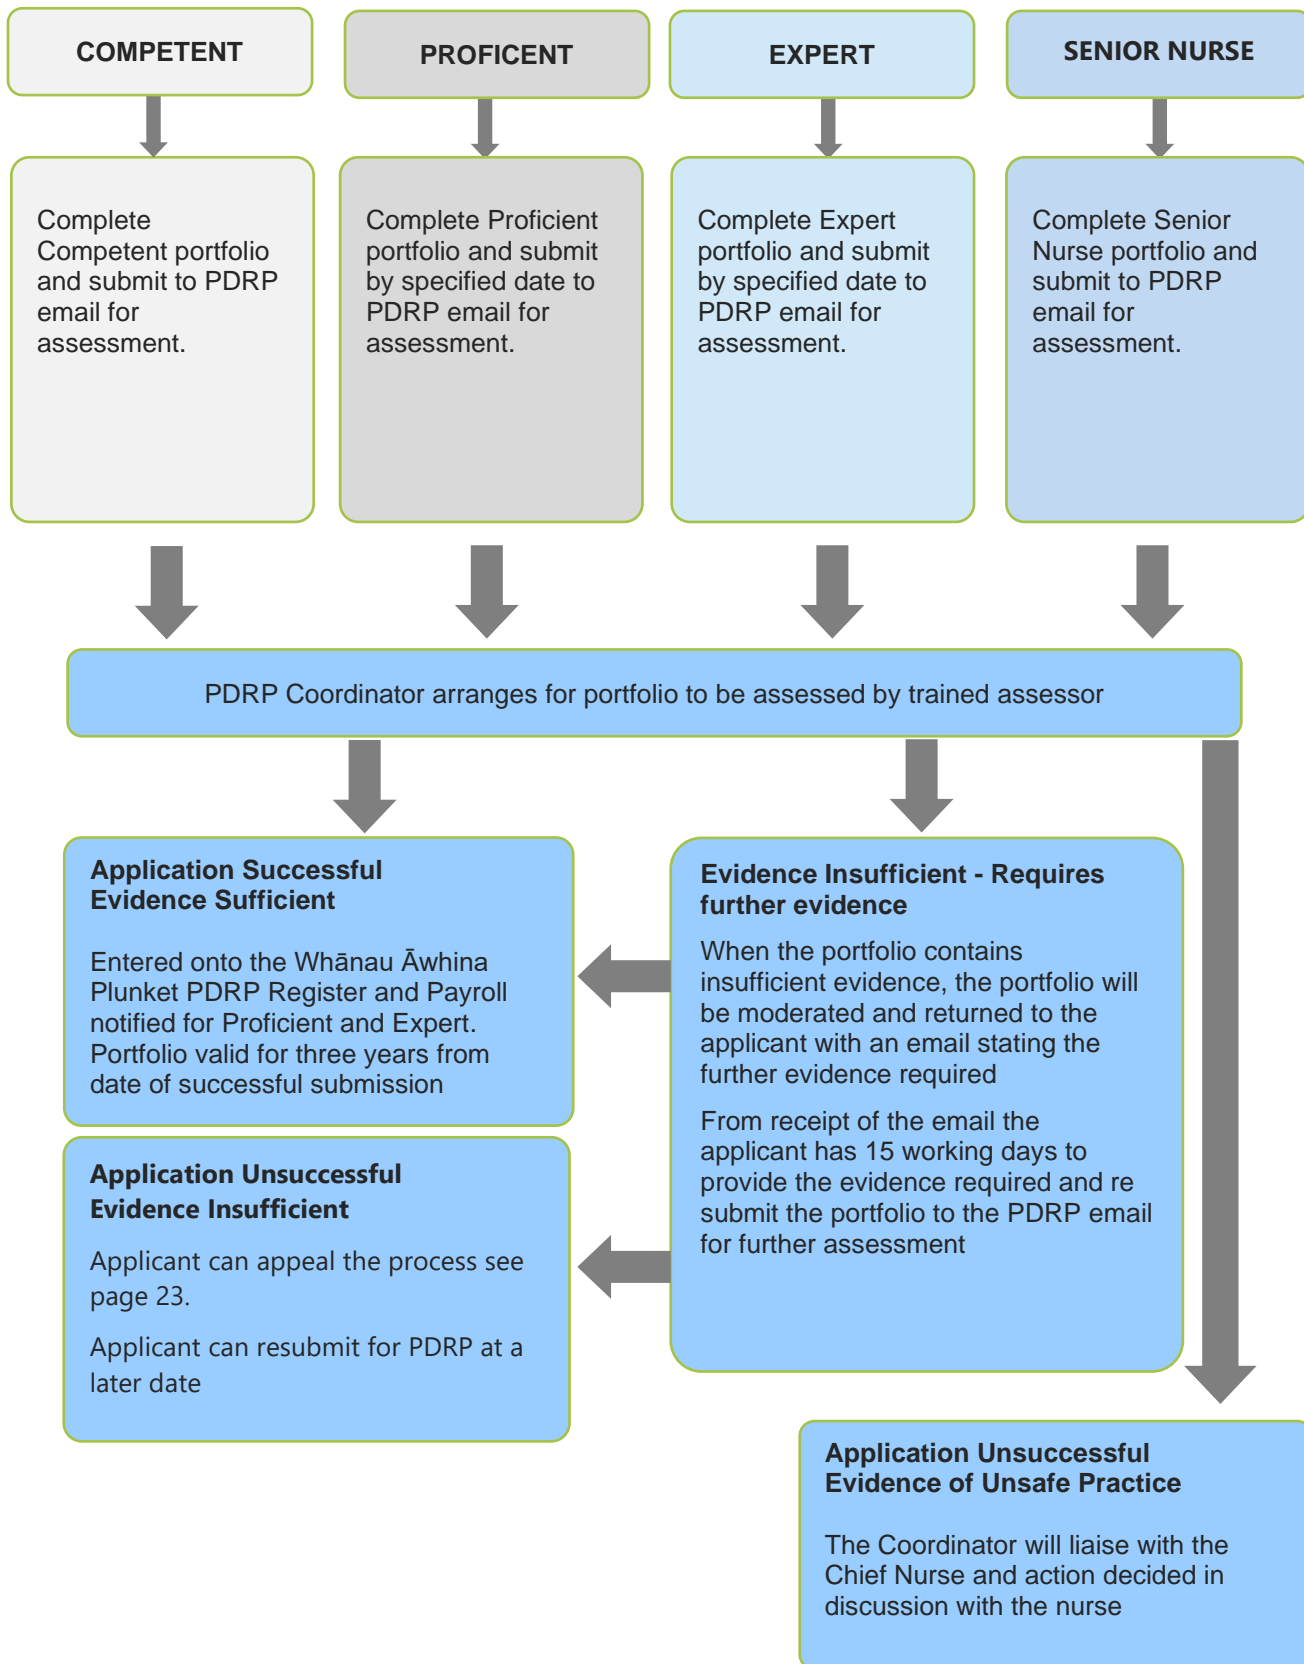 COMPETENT
PROFICENT
EXPERT
SENIOR NURSE
Complete
Competent portfolio
and submit to PDRP
email for
assessment.
Complete Proficient
portfolio and submit
by specified date to
PDRP email for
assessment.
Complete Expert
portfolio and submit
by specified date to
PDRP email for
assessment.
Complete Senior
Nurse portfolio and
submit to PDRP
email for
assessment.
PDRP Coordinator arranges for portfolio to be assessed by trained assessor
Application Successful
Evidence Sufficient
Entered onto the Whānau Āwhina
Plunket PDRP Register and Payroll
notified for Proficient and Expert.
Portfolio valid for three years from
date of successful submission
Evidence Insufficient - Requires
further evidence
When the portfolio contains
insufficient evidence, the portfolio will
be moderated and returned to the
applicant with an email stating the
further evidence required
From receipt of the email the
applicant has 15 working days to
provide the evidence required and re
submit the portfolio to the PDRP email
for further assessment
Application Unsuccessful
Evidence Insufficient
Applicant can appeal the process see
page 23.
Applicant can resubmit for PDRP at a
later date
Application Unsuccessful
Evidence of Unsafe Practice
The Coordinator will liaise with the
Chief Nurse and action decided in
discussion with the nurse